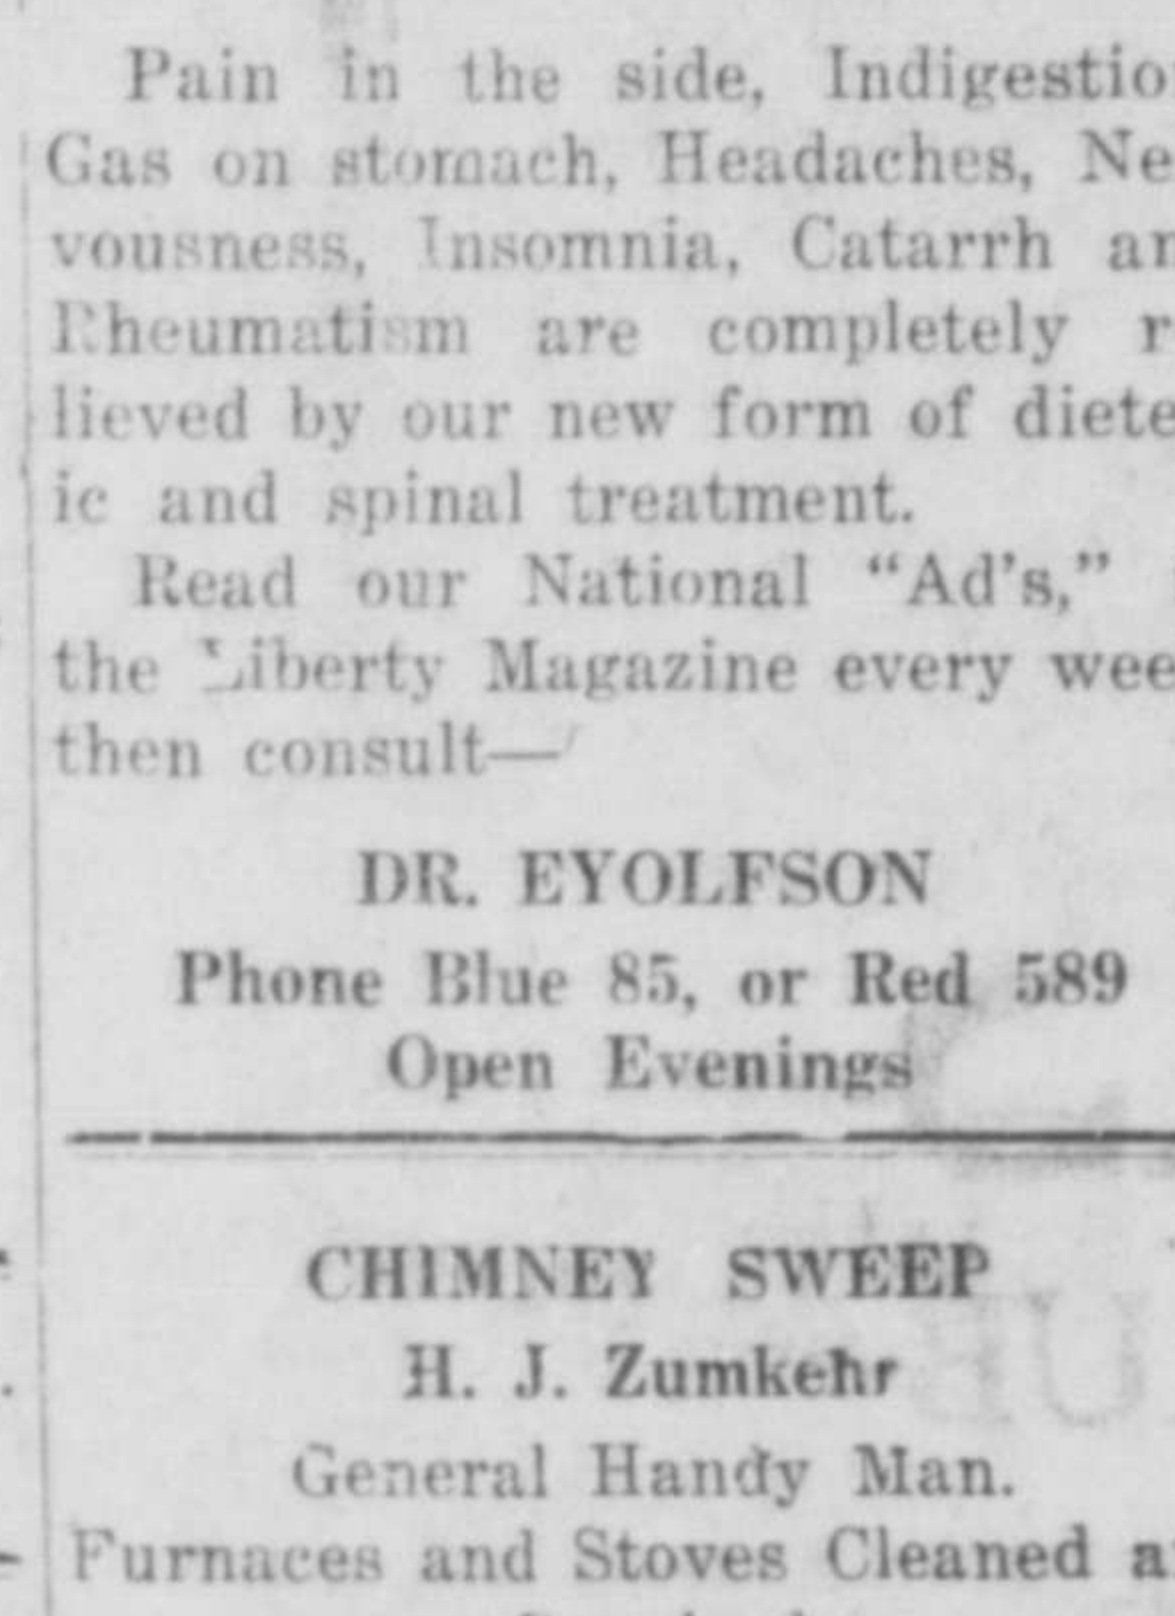 Pain in the side, Indigestio
Gas on stomach, Headaches, Ne
vousness, Insomnia, Catarrh an
Rheumatism are completely r
lieved by our new form of diete
ic and spinal treatment.
Read our National “Ad’s,”
the Liberty Magazine every wee
then consult—
DR. EYOLFSON
Phone Blue 85, or Red 589
Open Evenings
CHIMNEY SWEEP
H. J. Zumkehr
General Handy Man.
Furnaces and Stoves Cleaned a